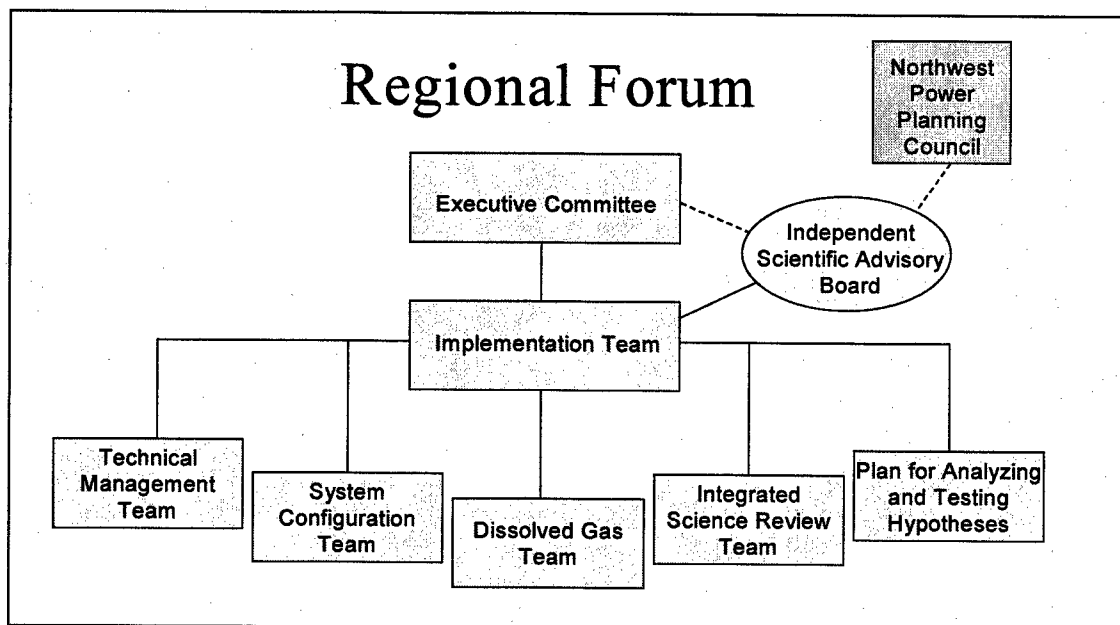 Regional Forum
Northwest
Power
Planning
Council
Executive Committee
Independent
Scientific Advisory
Board
Implementation Team
Technical
Management
Team
System
Configuration
Team
Dissolved Gas
Team
Integrated
Science Review
Team
Plan for Analyzing
and Testing
Hypotheses